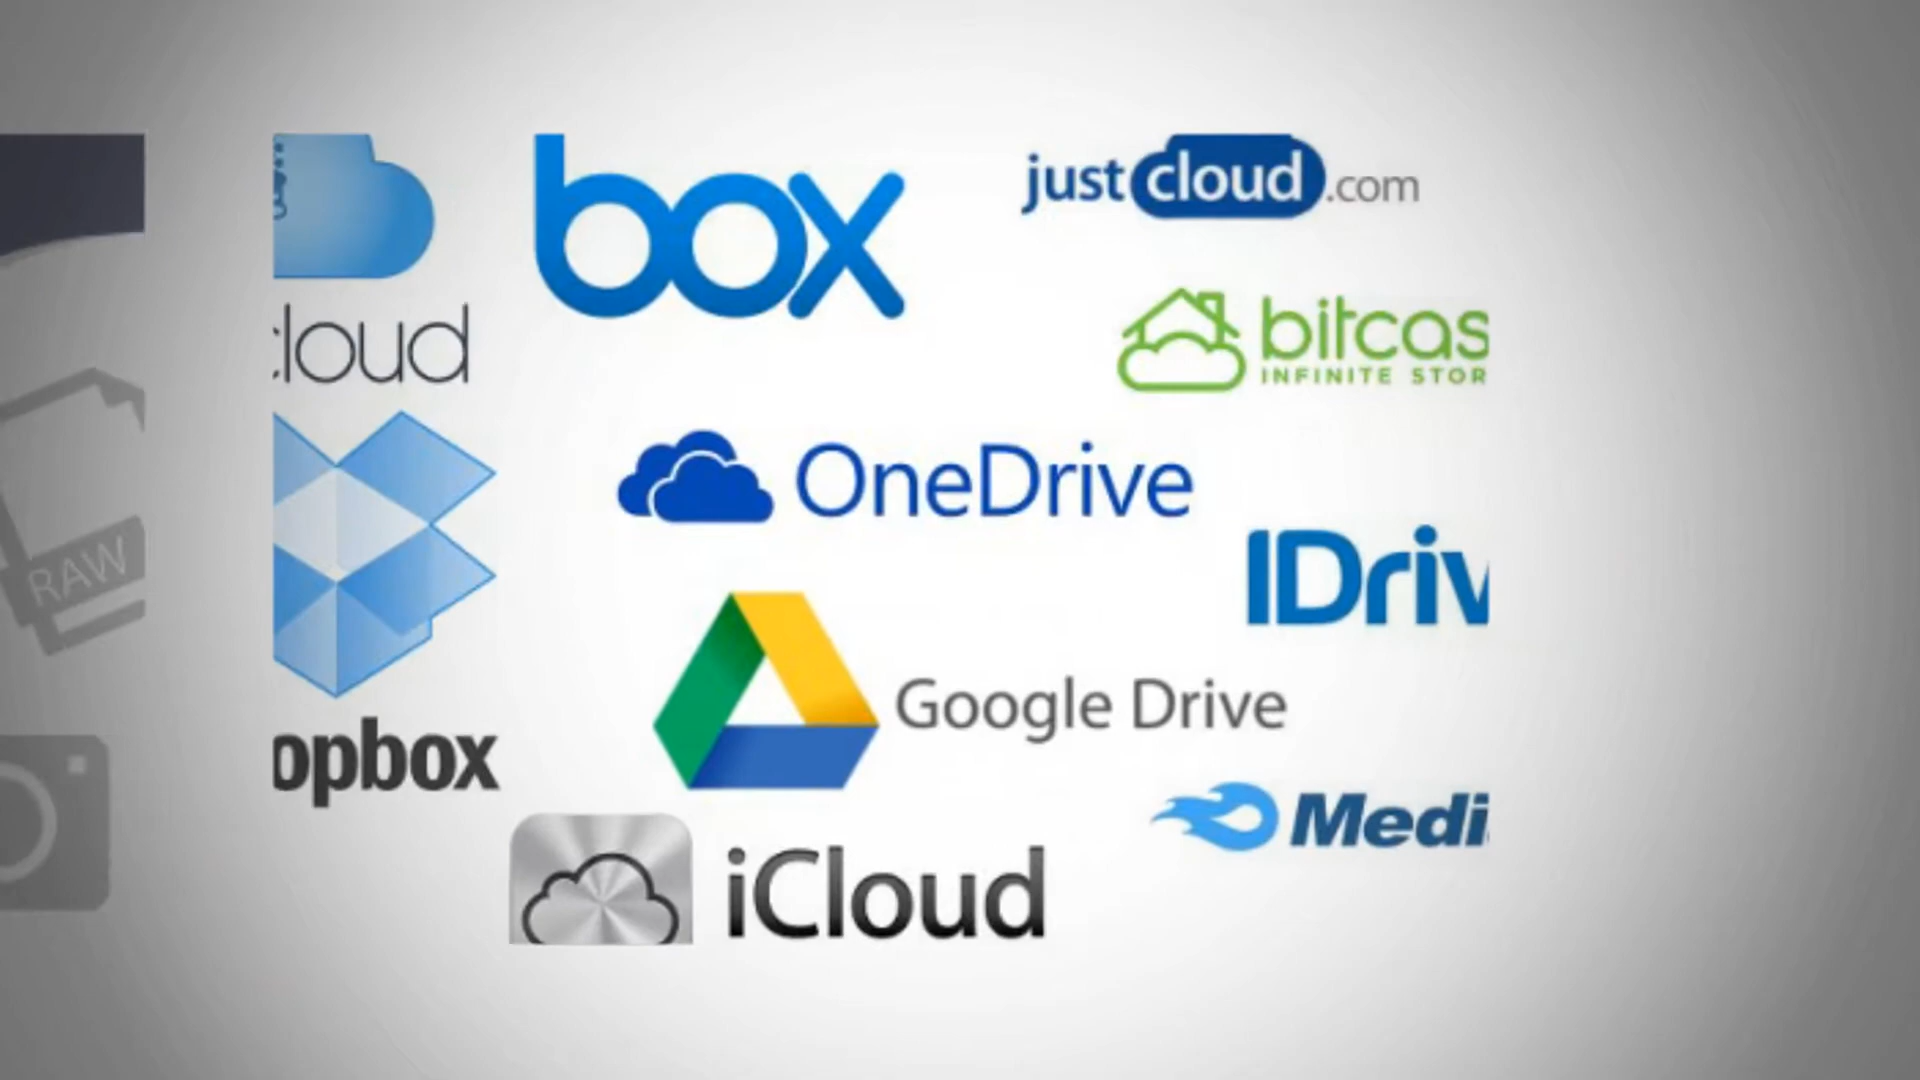 box
justcloud.com
cloud
bitcas
INFINITE STOR
OneDrive
IDriv
RAW
Google Drive
opbox
Medi
iCloud